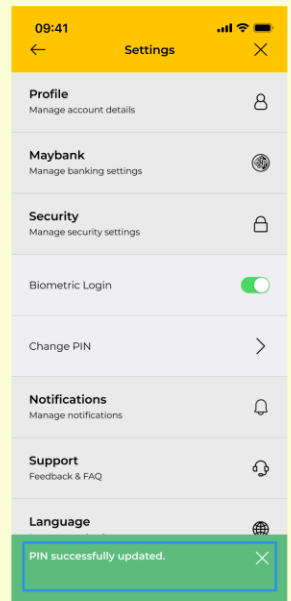 09:41
Settings
Profile
Manage account details
Maybank
Manage banking settings
Security
Manage security settings
Biometric Login
Change PIN
Notifications
Manage notifications
Support
Feedback & FAQ
Language
PIN successfully updated.